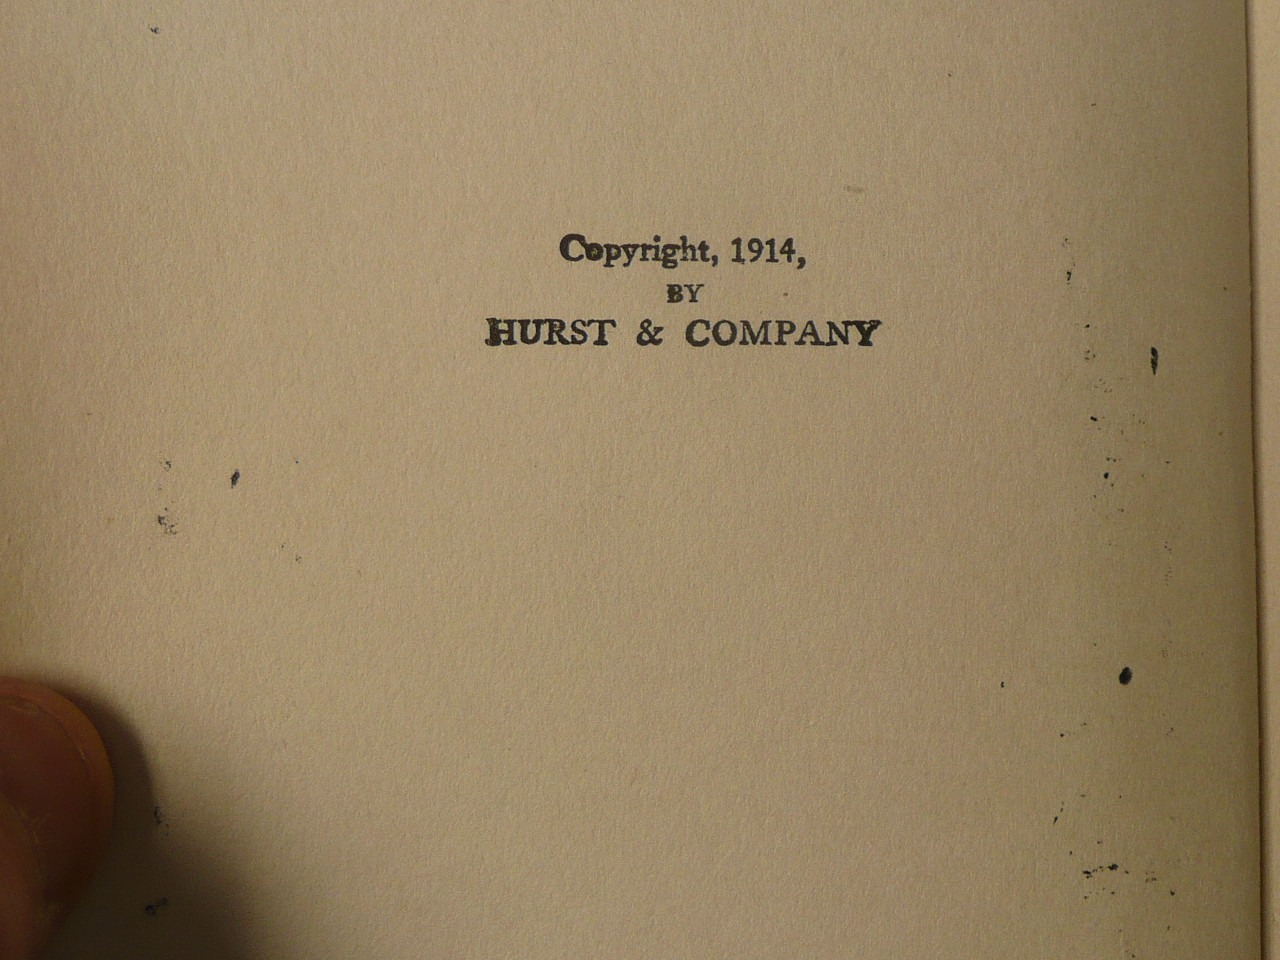 Copyright, 1914,
BY
HURST & COMPANY